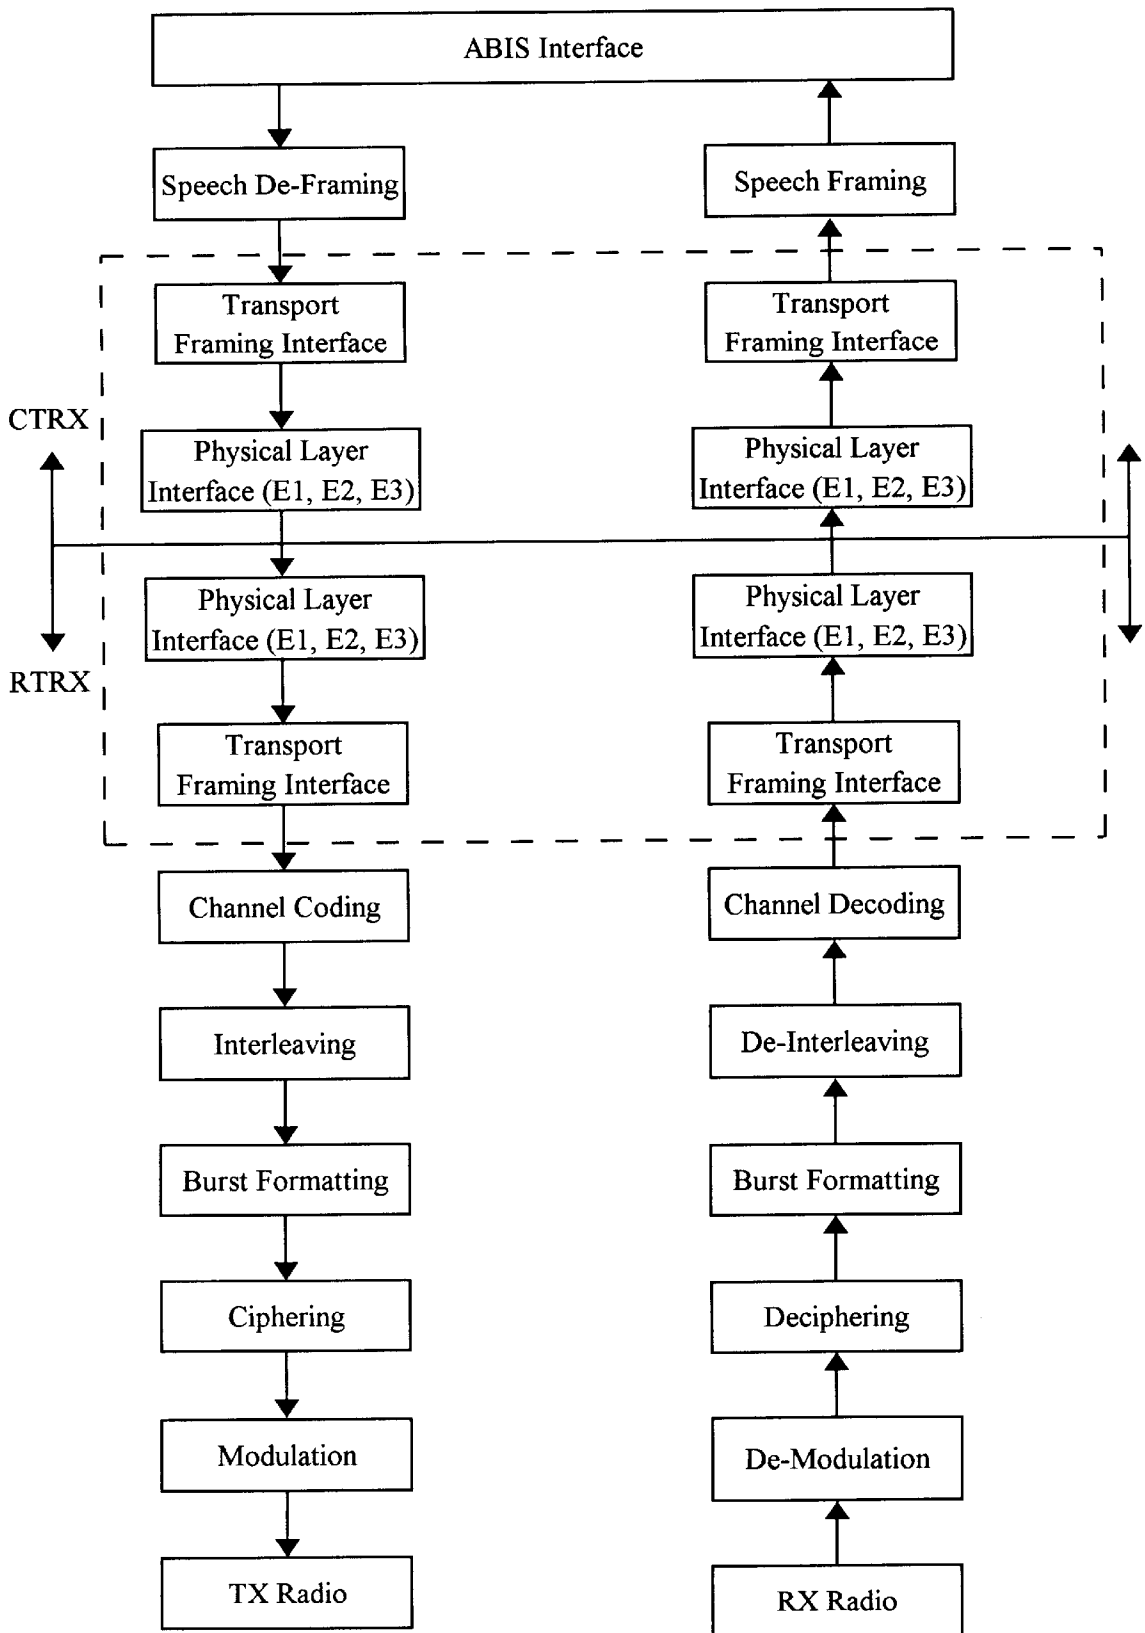 ABIS Interface
Speech De-Framing
Speech Framing
Transport
Framing Interface
Transport
Framing Interface
CTRX
Physical Layer
Interface (E1, E2, E3)
Physical Layer
Interface (E1, E2, E3)
Physical Layer
Interface (E1, E2, E3)
Physical Layer
Interface (E1, E2, E3)
RTRX
Transport
Framing Interface
Transport
Framing Interface
Channel Coding
Channel Decoding
Interleaving
De-Interleaving
Burst Formatting
Burst Formatting
Ciphering
Deciphering
Modulation
De-Modulation
TX Radio
RX Radio